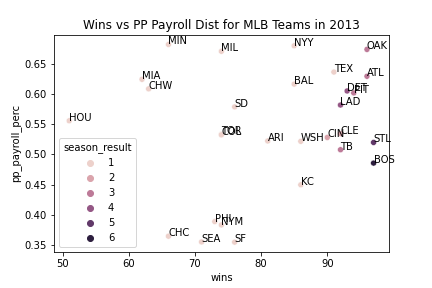 Wins vs PP Payroll Dist for MLB Teams in 2013
MIN
MIL
NYY
OAK
0.65
MIA
CHW
TEX
ATL
BAL
0.60
DET
PIT
LAD
SD
HOU
0.55
TOR
COL
ARI
WSH
CIN
CLE
STL
TB
BOS
0.50
pp_payroll_perc
season_result
1
2
3
4
5
6
KC
0.45
0.40
PHI
NYM
CHC
SEA
SF
0.35
50
60
70
80
90
wins